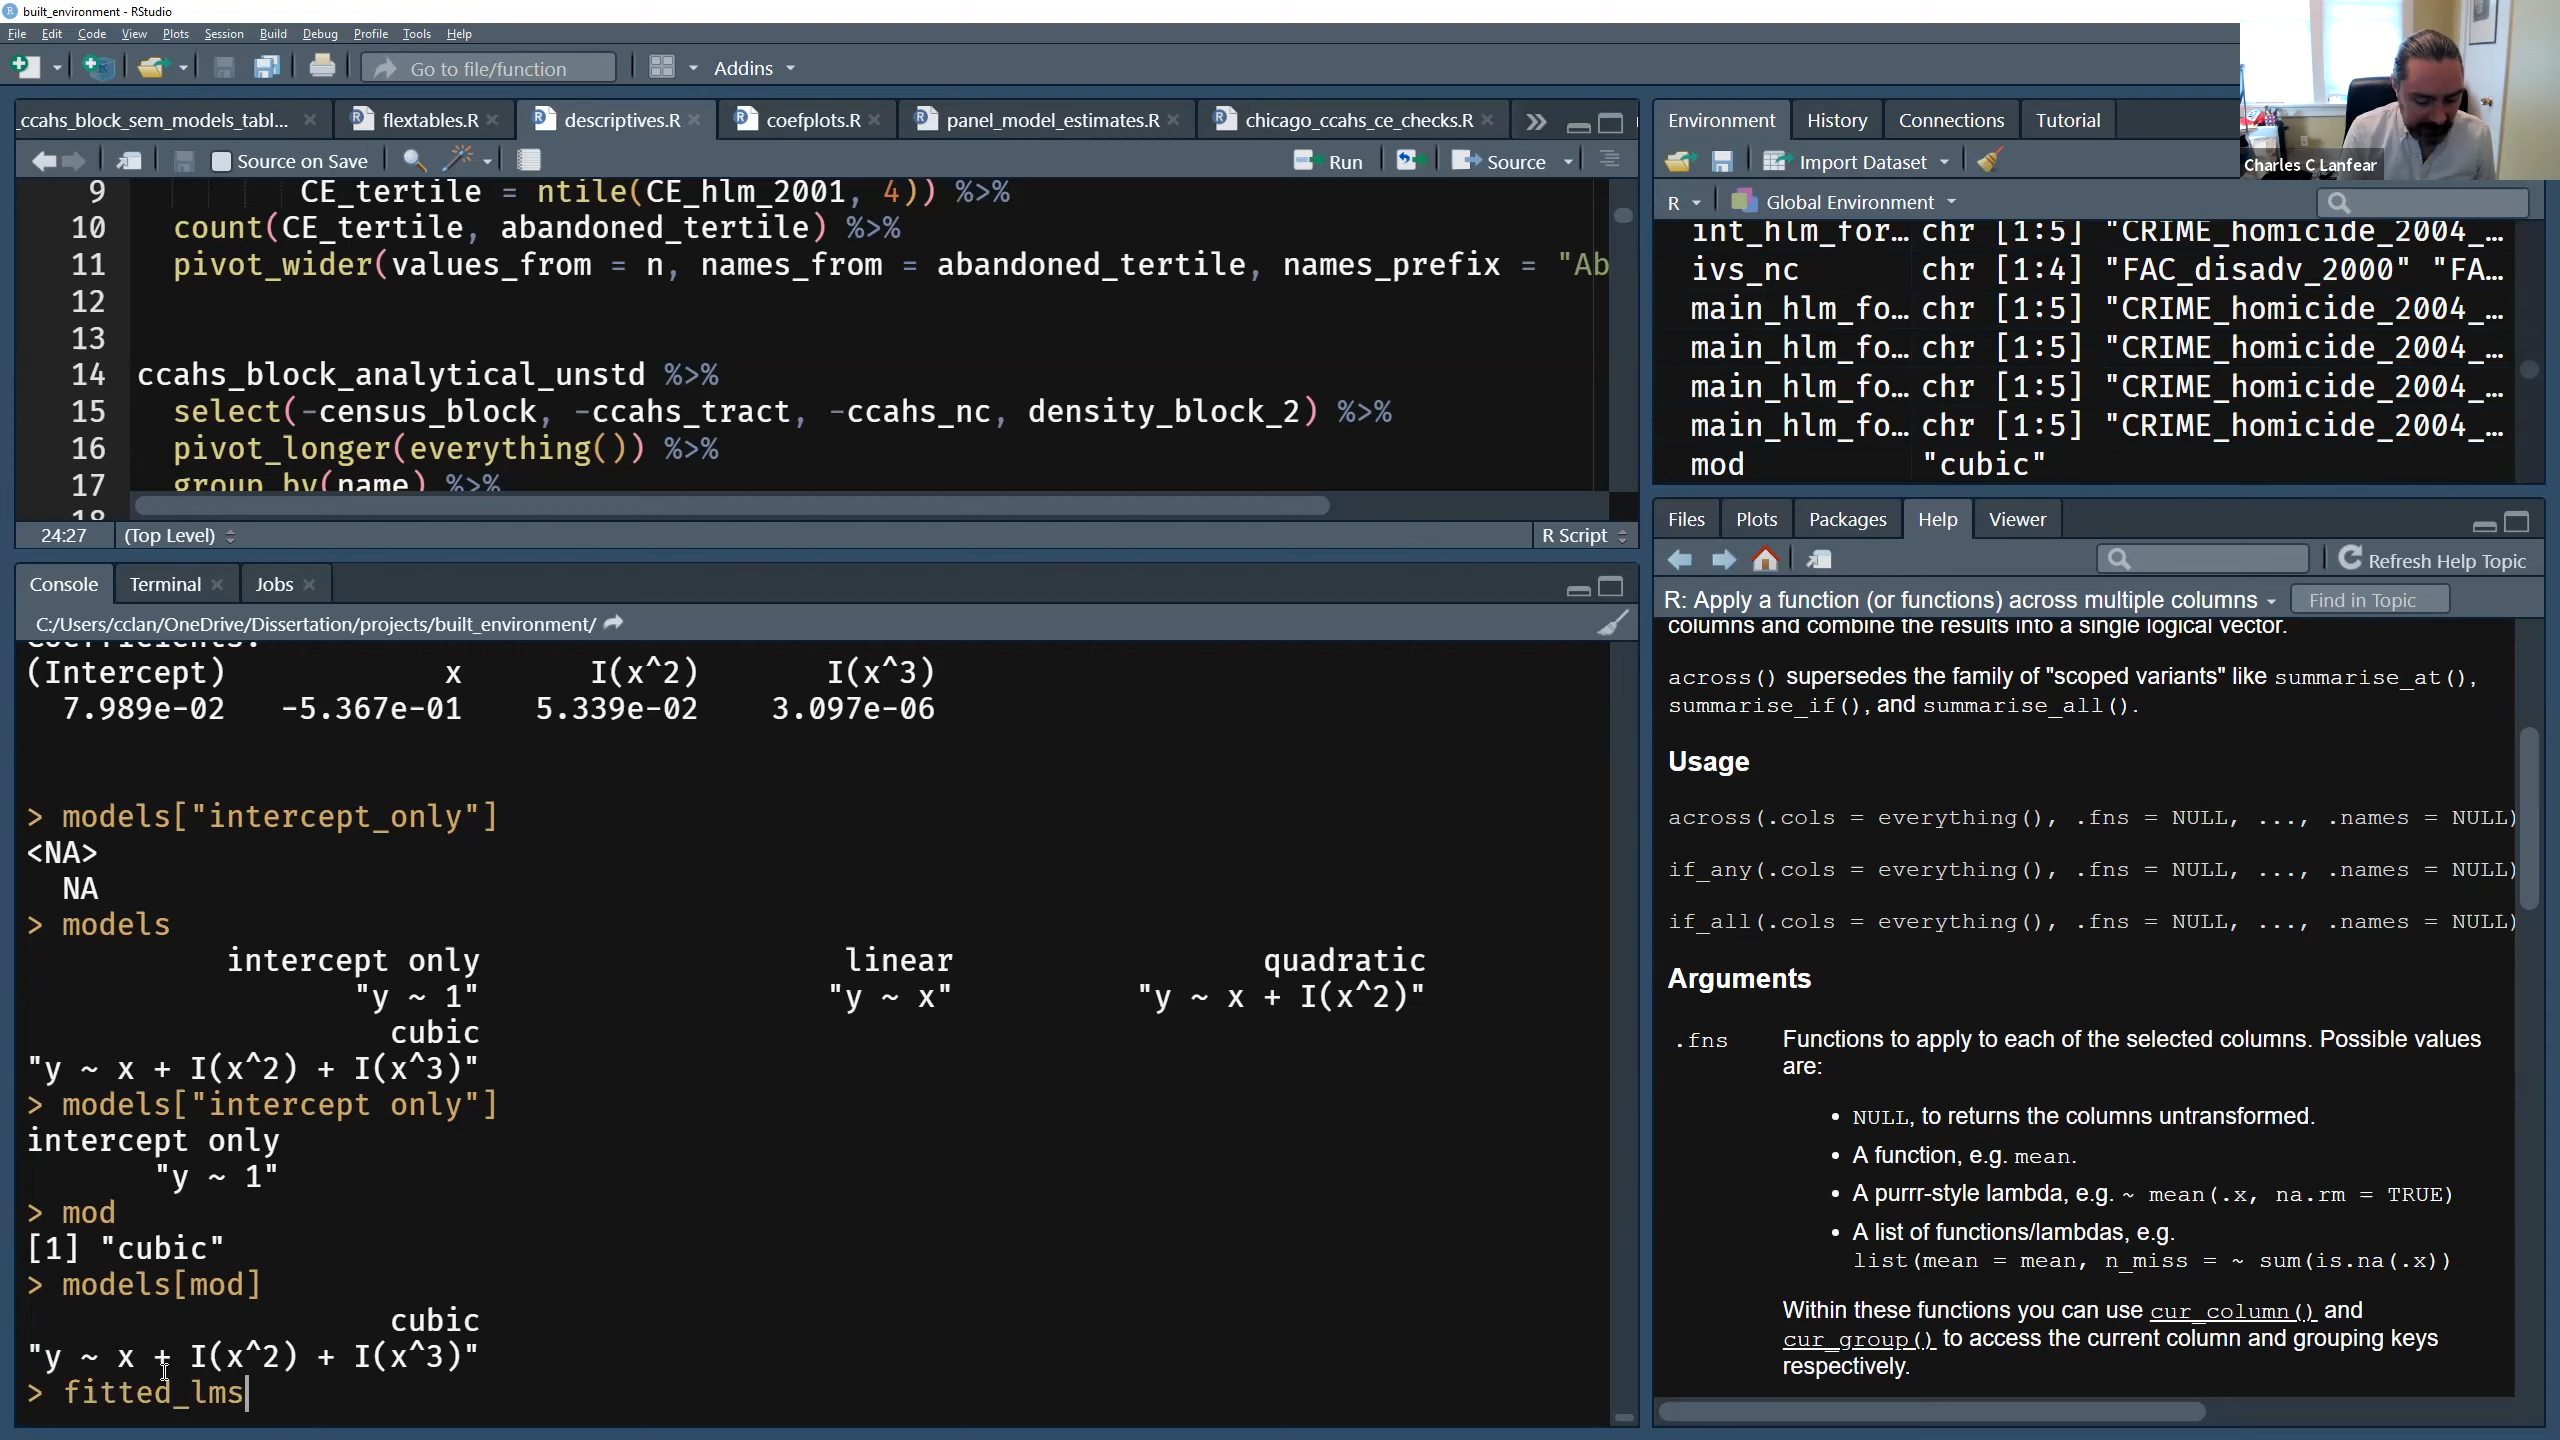 built_environment - RStudio
File Edit Code View Plots Session Build Debug Profile Tools Help
Go to file/function Addins
_ccahs_block_sem_models_tabl... flextables.R descriptives.R coefplots.R panel_model_estimates.R chicago_ccahs_ce_checks.R
Source on Save Run Source
9 CE_tertile = ntile(CE_hlm_2001, 4)) %>%
10 count(CE_tertile, abandoned_tertile) %>%
11 pivot_wider(values_from = n, names_from = abandoned_tertile, names_prefix = "Ab
12
13
14 ccahs_block_analytical_unstd %>%
15 select(-census_block, -ccahs_tract, -ccahs_nc, density_block_2) %>%
16 pivot_longer(everything()) %>%
17 group_by(name) %>%
18
24:27 (Top Level) R Script
Console Terminal Jobs
C:/Users/cclan/OneDrive/Dissertation/projects/built_environment/
Coefficients:
(Intercept) x I(x^2) I(x^3)
7.989e-02 -5.367e-01 5.339e-02 3.097e-06
> models["intercept_only"]
<NA>
NA
> models
intercept only linear quadratic
"y ~ 1" "y ~ x" "y ~ x + I(x^2)"
cubic
"y ~ x + I(x^2) + I(x^3)"
> models["intercept only"]
intercept only
"y ~ 1"
> mod
[1] "cubic"
> models[mod]
cubic
"y ~ x + I(x^2) + I(x^3)"
> fitted_lms
Charles C Lanfear
Environment History Connections Tutorial
Import Dataset
R Global Environment
int_hlm_for... chr [1:5] "CRIME_homicide_2004_...
ivs_nc chr [1:4] "FAC_disadv_2000" "FA...
main_hlm_fo... chr [1:5] "CRIME_homicide_2004_...
main_hlm_fo... chr [1:5] "CRIME_homicide_2004_...
main_hlm_fo... chr [1:5] "CRIME_homicide_2004_...
main_hlm_fo... chr [1:5] "CRIME_homicide_2004_...
mod "cubic"
Files Plots Packages Help Viewer
Refresh Help Topic
R: Apply a function (or functions) across multiple columns Find in Topic
columns and combine the results into a single logical vector.
across() supersedes the family of "scoped variants" like summarise_at(),
summarise_if(), and summarise_all().
Usage
across(.cols = everything(), .fns = NULL, ..., .names = NULL)
if_any(.cols = everything(), .fns = NULL, ..., .names = NULL)
if_all(.cols = everything(), .fns = NULL, ..., .names = NULL)
Arguments
.fns Functions to apply to each of the selected columns. Possible values
are:
• NULL, to returns the columns untransformed.
• A function, e.g. mean.
• A purrr-style lambda, e.g. ~ mean(.x, na.rm = TRUE)
• A list of functions/lambdas, e.g.
list(mean = mean, n_miss = ~ sum(is.na(.x))
Within these functions you can use cur_column() and
cur_group() to access the current column and grouping keys
respectively.